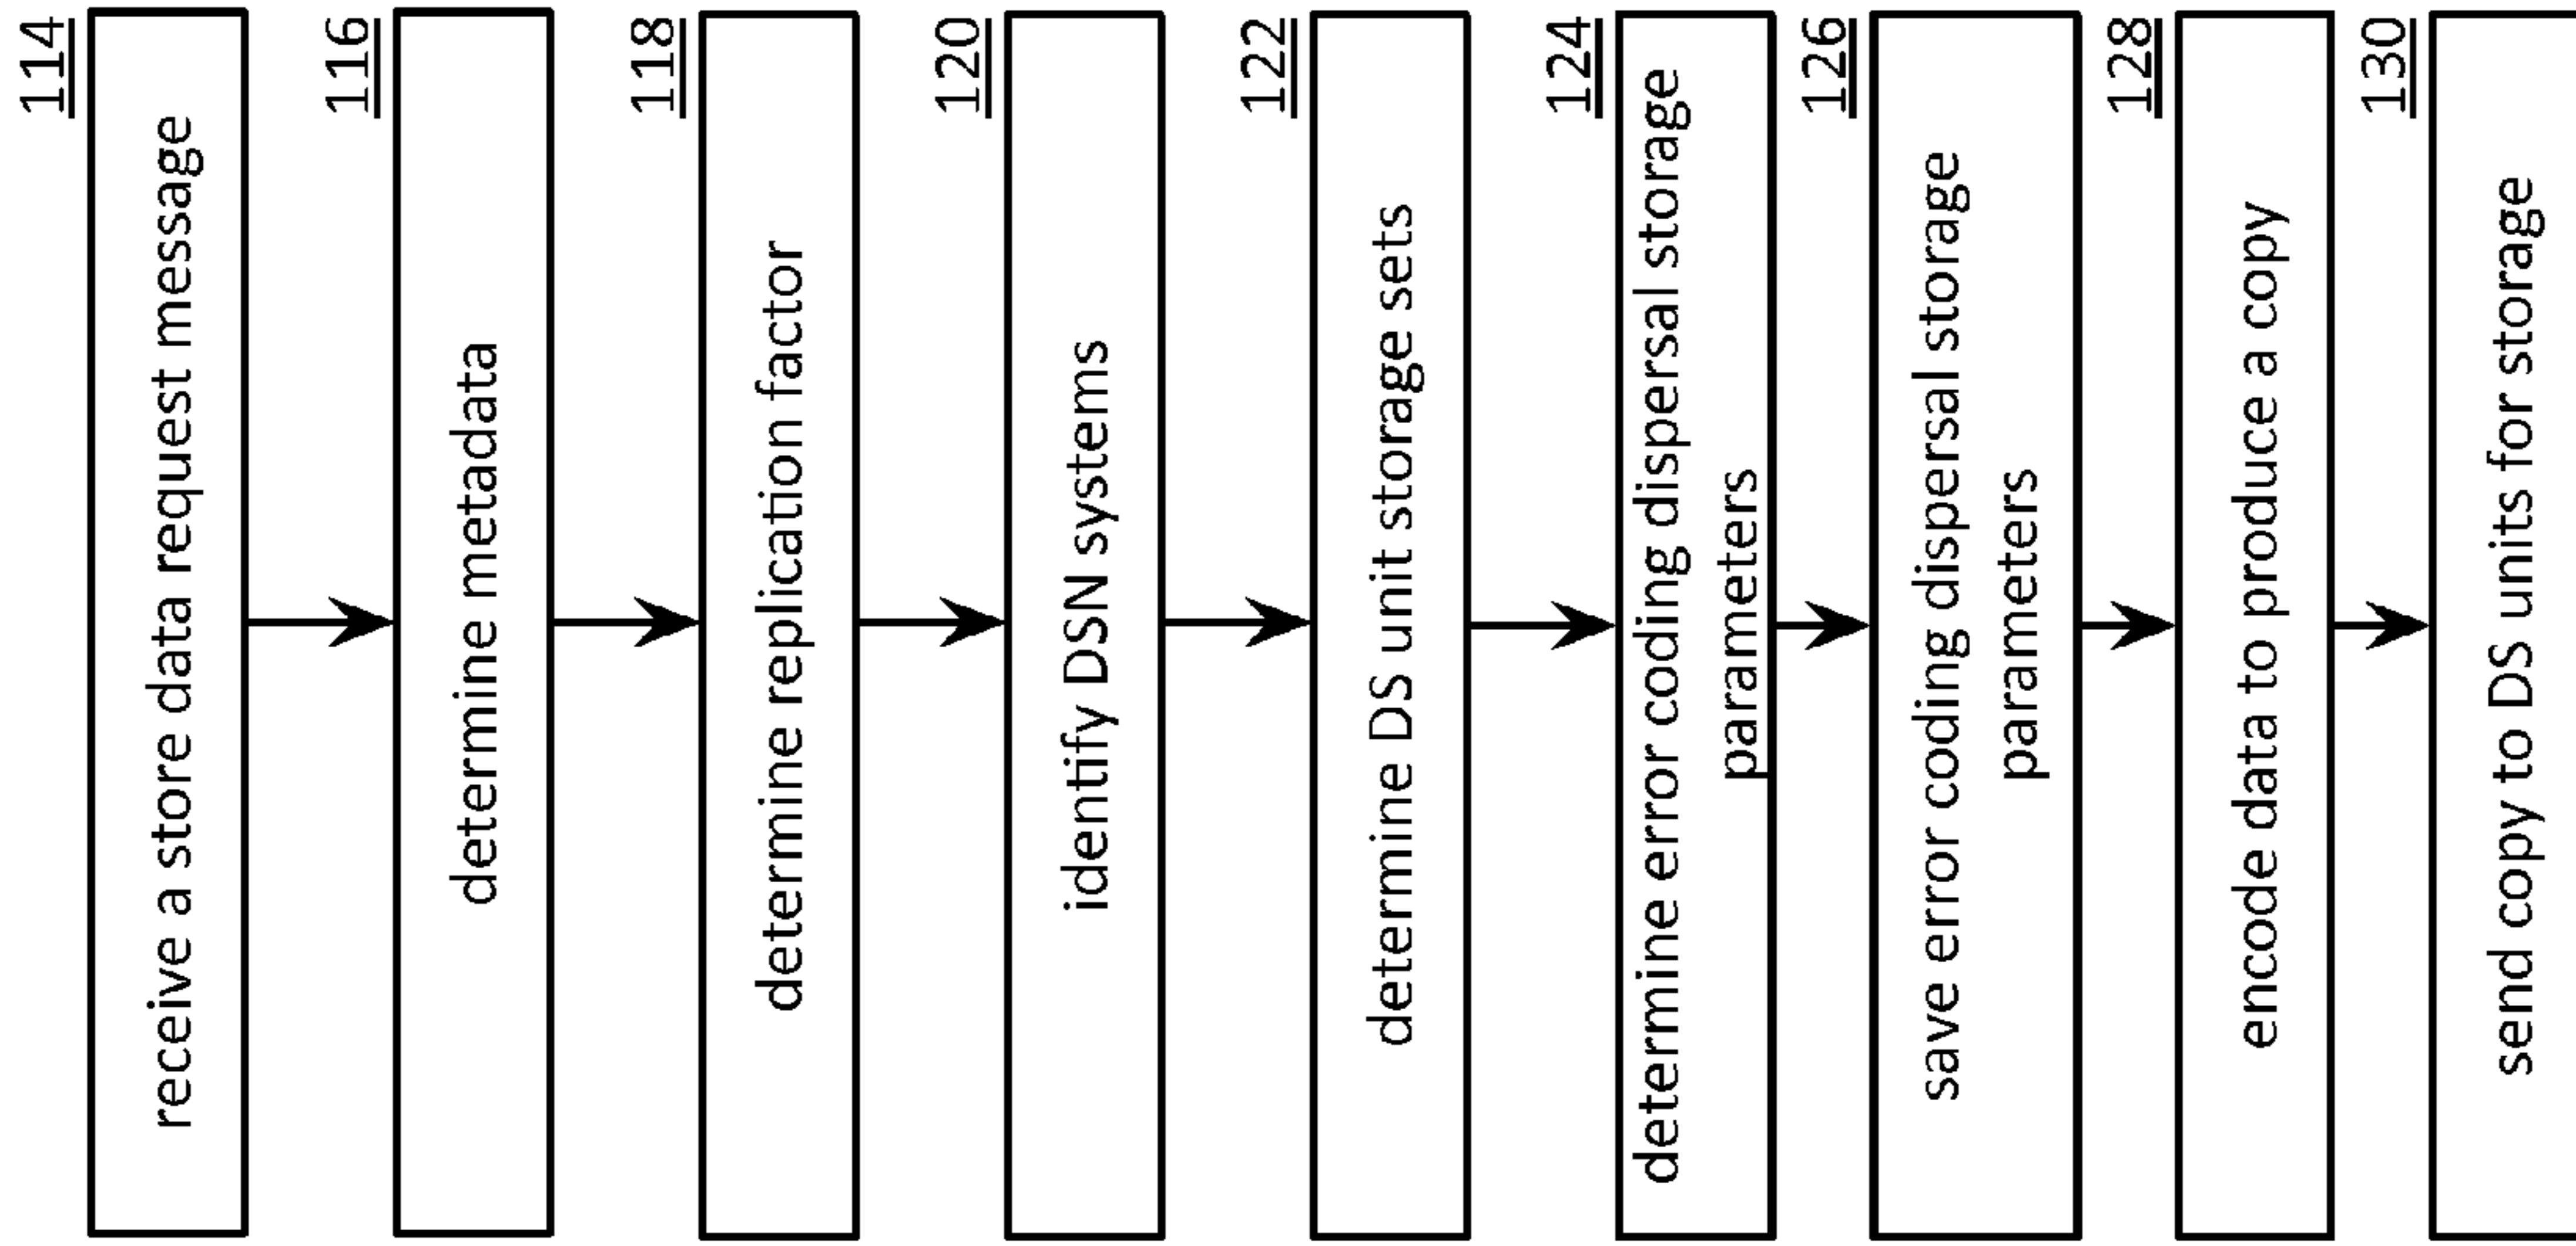 114
receive a store data request message
116
determine metadata
118
determine replication factor
120
identify DSN systems
122
determine DS unit storage sets
124
determine error coding dispersal storage
parameters
126
save error coding dispersal storage
parameters
128
encode data to produce a copy
130
send copy to DS units for storage